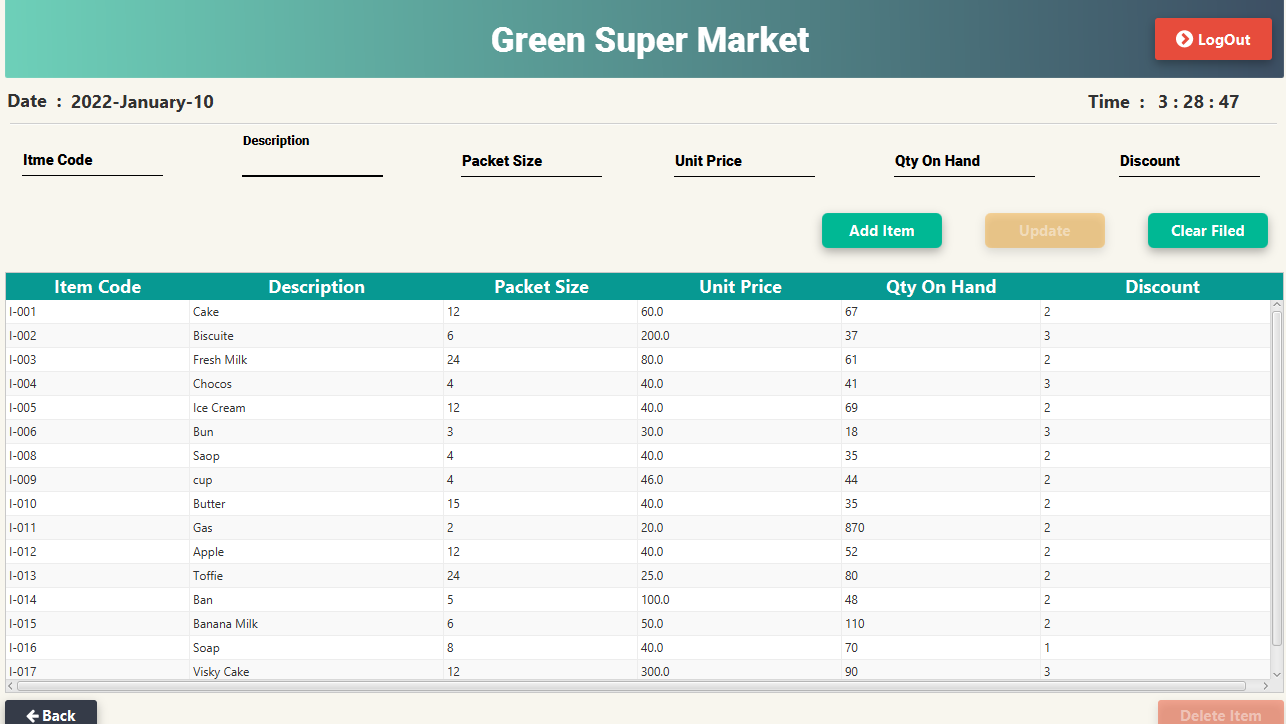 Green Super Market
LogOut
Date : 2022-January-10 Time : 3 : 28 : 47
Description
Itme Code Packet Size Unit Price Qty On Hand Discount
Add Item Update Clear Filed
Item Code Description Packet Size Unit Price Qty On Hand Discount
I-001 Cake 12 60.0 67 2
I-002 Biscuite 6 200.0 37 3
I-003 Fresh Milk 24 80.0 61 2
I-004 Chocos 4 40.0 41 3
I-005 Ice Cream 12 40.0 69 2
I-006 Bun 3 30.0 18 3
I-008 Saop 4 40.0 35 2
I-009 cup 4 46.0 44 2
I-010 Butter 15 40.0 35 2
I-011 Gas 2 20.0 870 2
I-012 Apple 12 40.0 52 2
I-013 Toffie 24 25.0 80 2
I-014 Ban 5 100.0 48 2
I-015 Banana Milk 6 50.0 110 2
I-016 Soap 8 40.0 70 1
I-017 Visky Cake 12 300.0 90 3
Back Delete Item